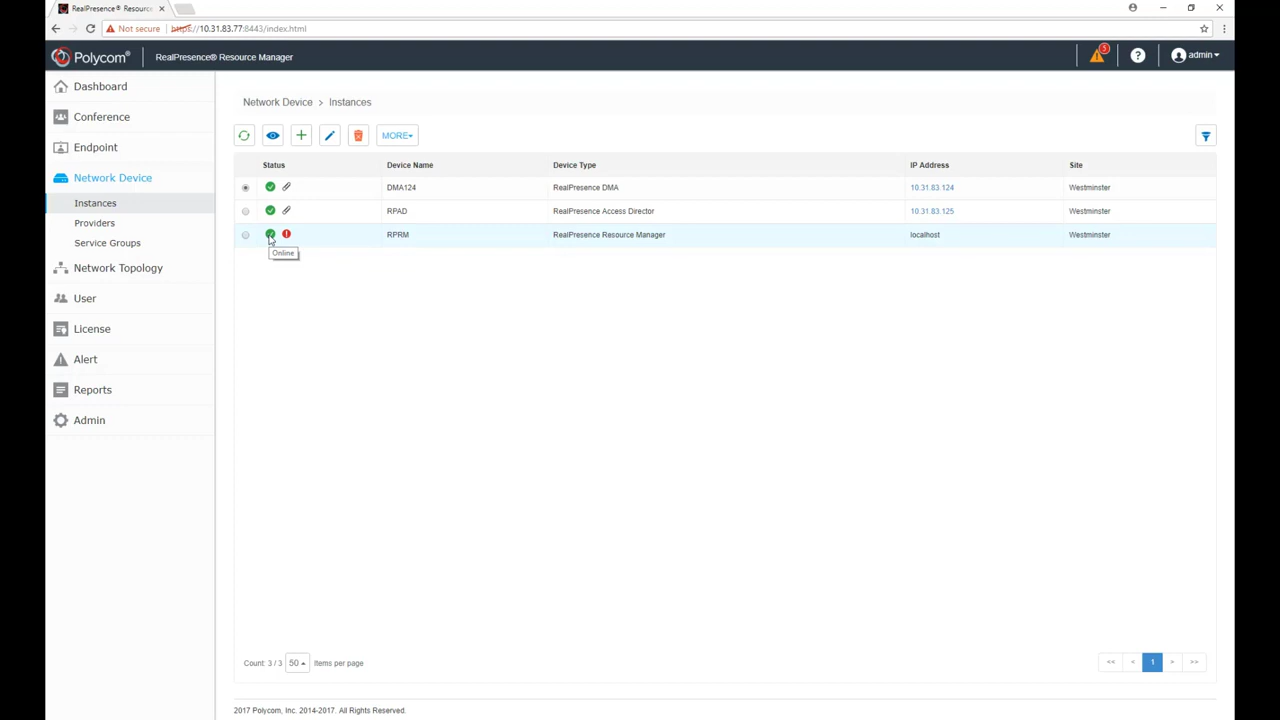 RealPresence® Resource
Not secure https://10.31.83.77:8443/index.html
Polycom® RealPresence® Resource Manager 5 ? admin
Dashboard
Conference
Endpoint
Network Device
Instances
Providers
Service Groups
Network Topology
User
License
Alert
Reports
Admin
Network Device > Instances
MORE
Status Device Name Device Type IP Address Site
DMA124 RealPresence DMA 10.31.83.124 Westminster
RPAD RealPresence Access Director 10.31.83.125 Westminster
RPRM RealPresence Resource Manager localhost Westminster
Online
Count: 3 / 3 50 Items per page << < 1 > >>
2017 Polycom, Inc. 2014-2017. All Rights Reserved.